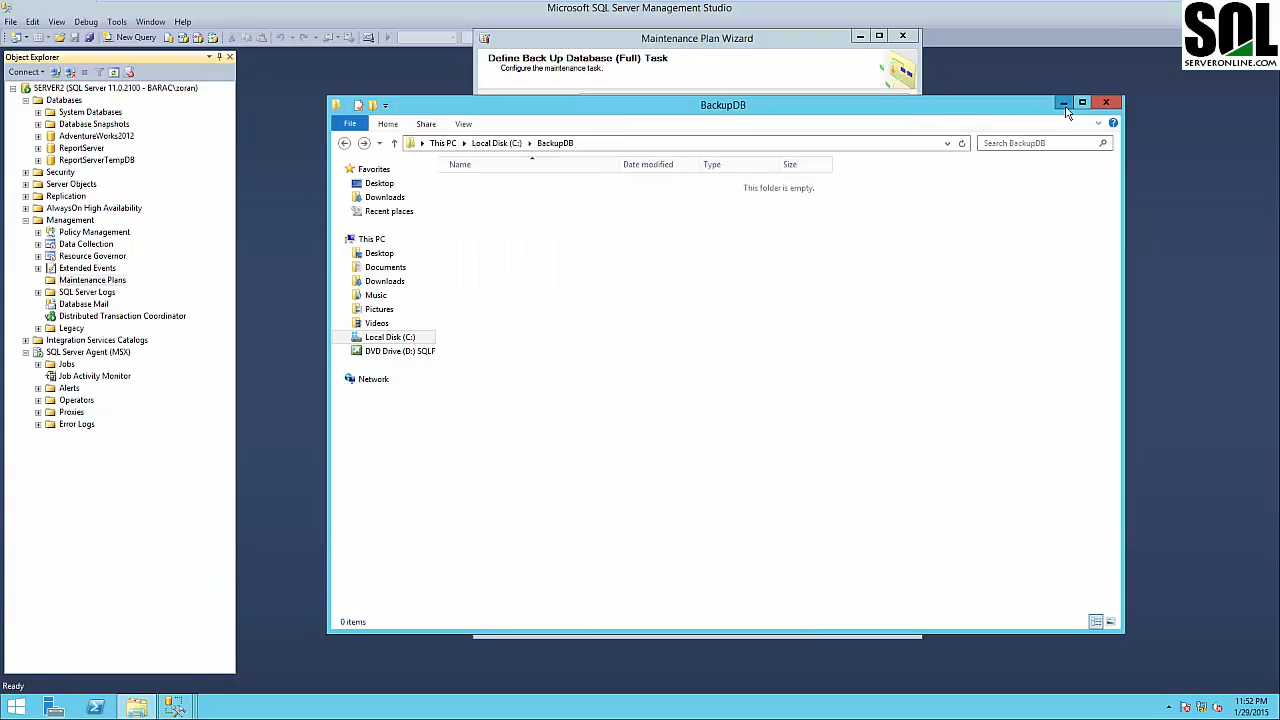 Microsoft SQL Server Management Studio
SQL
SERVERONLINE.COM
File Edit View Debug Tools Window Help
New Query
Maintenance Plan Wizard
Define Back Up Database (Full) Task
Configure the maintenance task.
Object Explorer
Connect
SERVER2 (SQL Server 11.0.2100 - BARAC\zoran)
Databases
System Databases
Database Snapshots
AdventureWorks2012
ReportServer
ReportServerTempDB
Security
Server Objects
Replication
AlwaysOn High Availability
Management
Policy Management
Data Collection
Resource Governor
Extended Events
Maintenance Plans
SQL Server Logs
Database Mail
Distributed Transaction Coordinator
Legacy
Integration Services Catalogs
SQL Server Agent (MSX)
Jobs
Job Activity Monitor
Alerts
Operators
Proxies
Error Logs
BackupDB
File Home Share View
This PC Local Disk (C:) BackupDB
Search BackupDB
Name Date modified Type Size
This folder is empty.
Favorites
Desktop
Downloads
Recent places
This PC
Desktop
Documents
Downloads
Music
Pictures
Videos
Local Disk (C:)
DVD Drive (D:) SQLF
Network
0 items
Ready
11:52 PM
1/29/2015